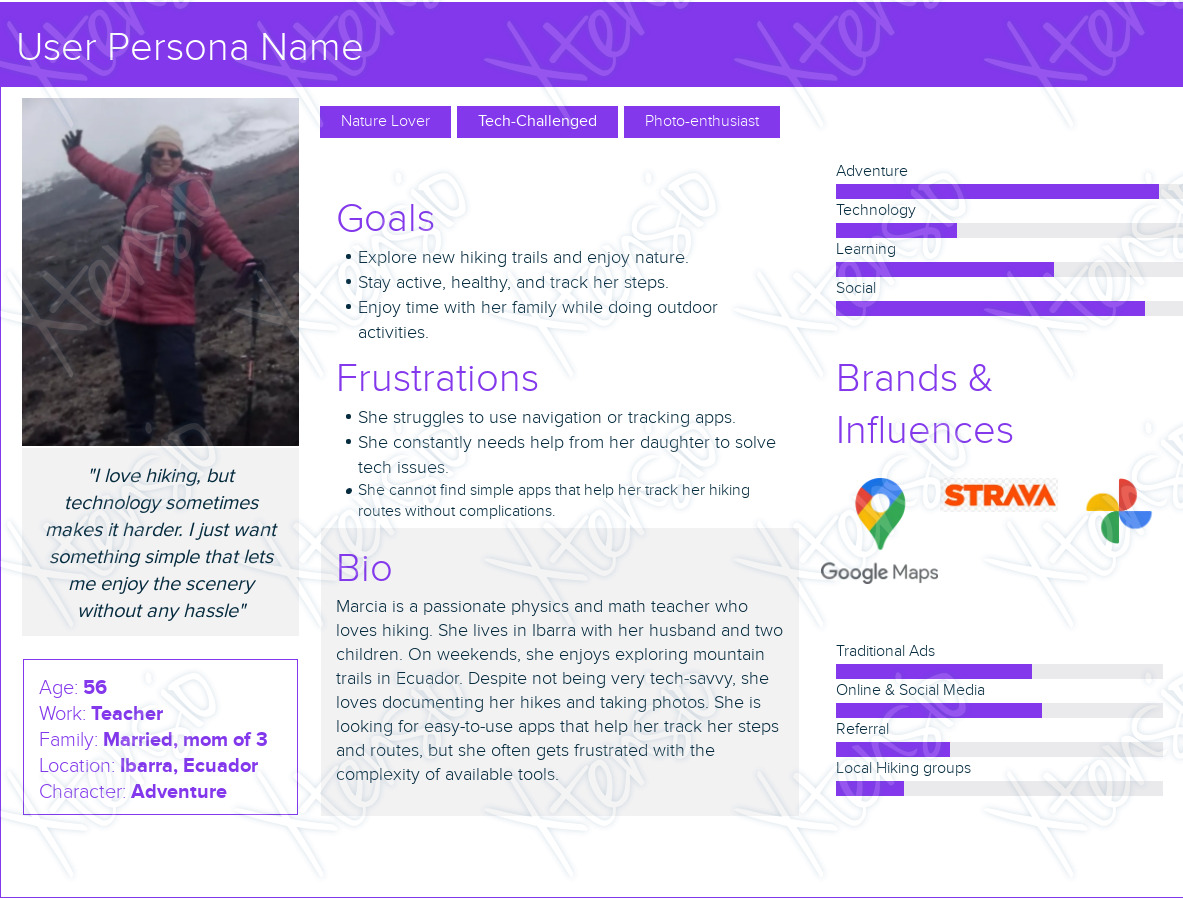 User Persona Name
Nature Lover
Tech-Challenged
Photo-enthusiast
"I love hiking, but
technology sometimes
makes it harder. I just want
something simple that lets
me enjoy the scenery
without any hassle"
Age: 56
Work: Teacher
Family: Married, mom of 3
Location: Ibarra, Ecuador
Character: Adventure
Goals
• Explore new hiking trails and enjoy nature.
• Stay active, healthy, and track her steps.
• Enjoy time with her family while doing outdoor
activities.
Frustrations
• She struggles to use navigation or tracking apps.
• She constantly needs help from her daughter to solve
tech issues.
• She cannot find simple apps that help her track her hiking
routes without complications.
Bio
Marcia is a passionate physics and math teacher who
loves hiking. She lives in Ibarra with her husband and two
children. On weekends, she enjoys exploring mountain
trails in Ecuador. Despite not being very tech-savvy, she
loves documenting her hikes and taking photos. She is
looking for easy-to-use apps that help her track her steps
and routes, but she often gets frustrated with the
complexity of available tools.
Adventure
Technology
Learning
Social
Brands &
Influences
STRAVA
Google Maps
Traditional Ads
Online & Social Media
Referral
Local Hiking groups
Xtensio